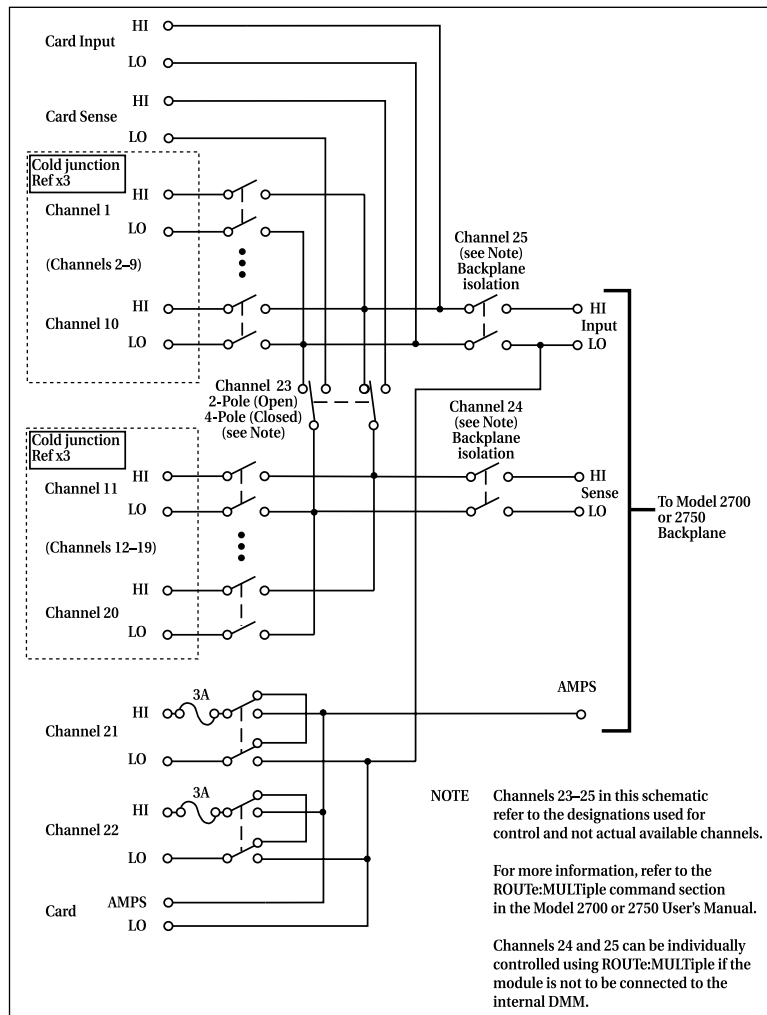 HI
Card Input
LO
HI
Card Sense
LO
Cold junction
Ref x3
HI
Channel 1
LO
(Channels 2–9)
HI
Channel 10
LO
Channel 25
(see Note)
Backplane
isolation
HI
Input
LO
Channel 23
2-Pole (Open)
4-Pole (Closed)
(see Note)
Channel 24
(see Note)
Backplane
isolation
Cold junction
Ref x3
HI
Channel 11
LO
(Channels 12–19)
HI
Channel 20
LO
HI
Sense
LO
To Model 2700
or 2750
Backplane
AMPS
3A
HI
Channel 21
LO
3A
HI
Channel 22
LO
AMPS
Card
LO
NOTE Channels 23–25 in this schematic
refer to the designations used for
control and not actual available channels.
For more information, refer to the
ROUTe:MULTiple command section
in the Model 2700 or 2750 User's Manual.
Channels 24 and 25 can be individually
controlled using ROUTe:MULTiple if the
module is not to be connected to the
internal DMM.